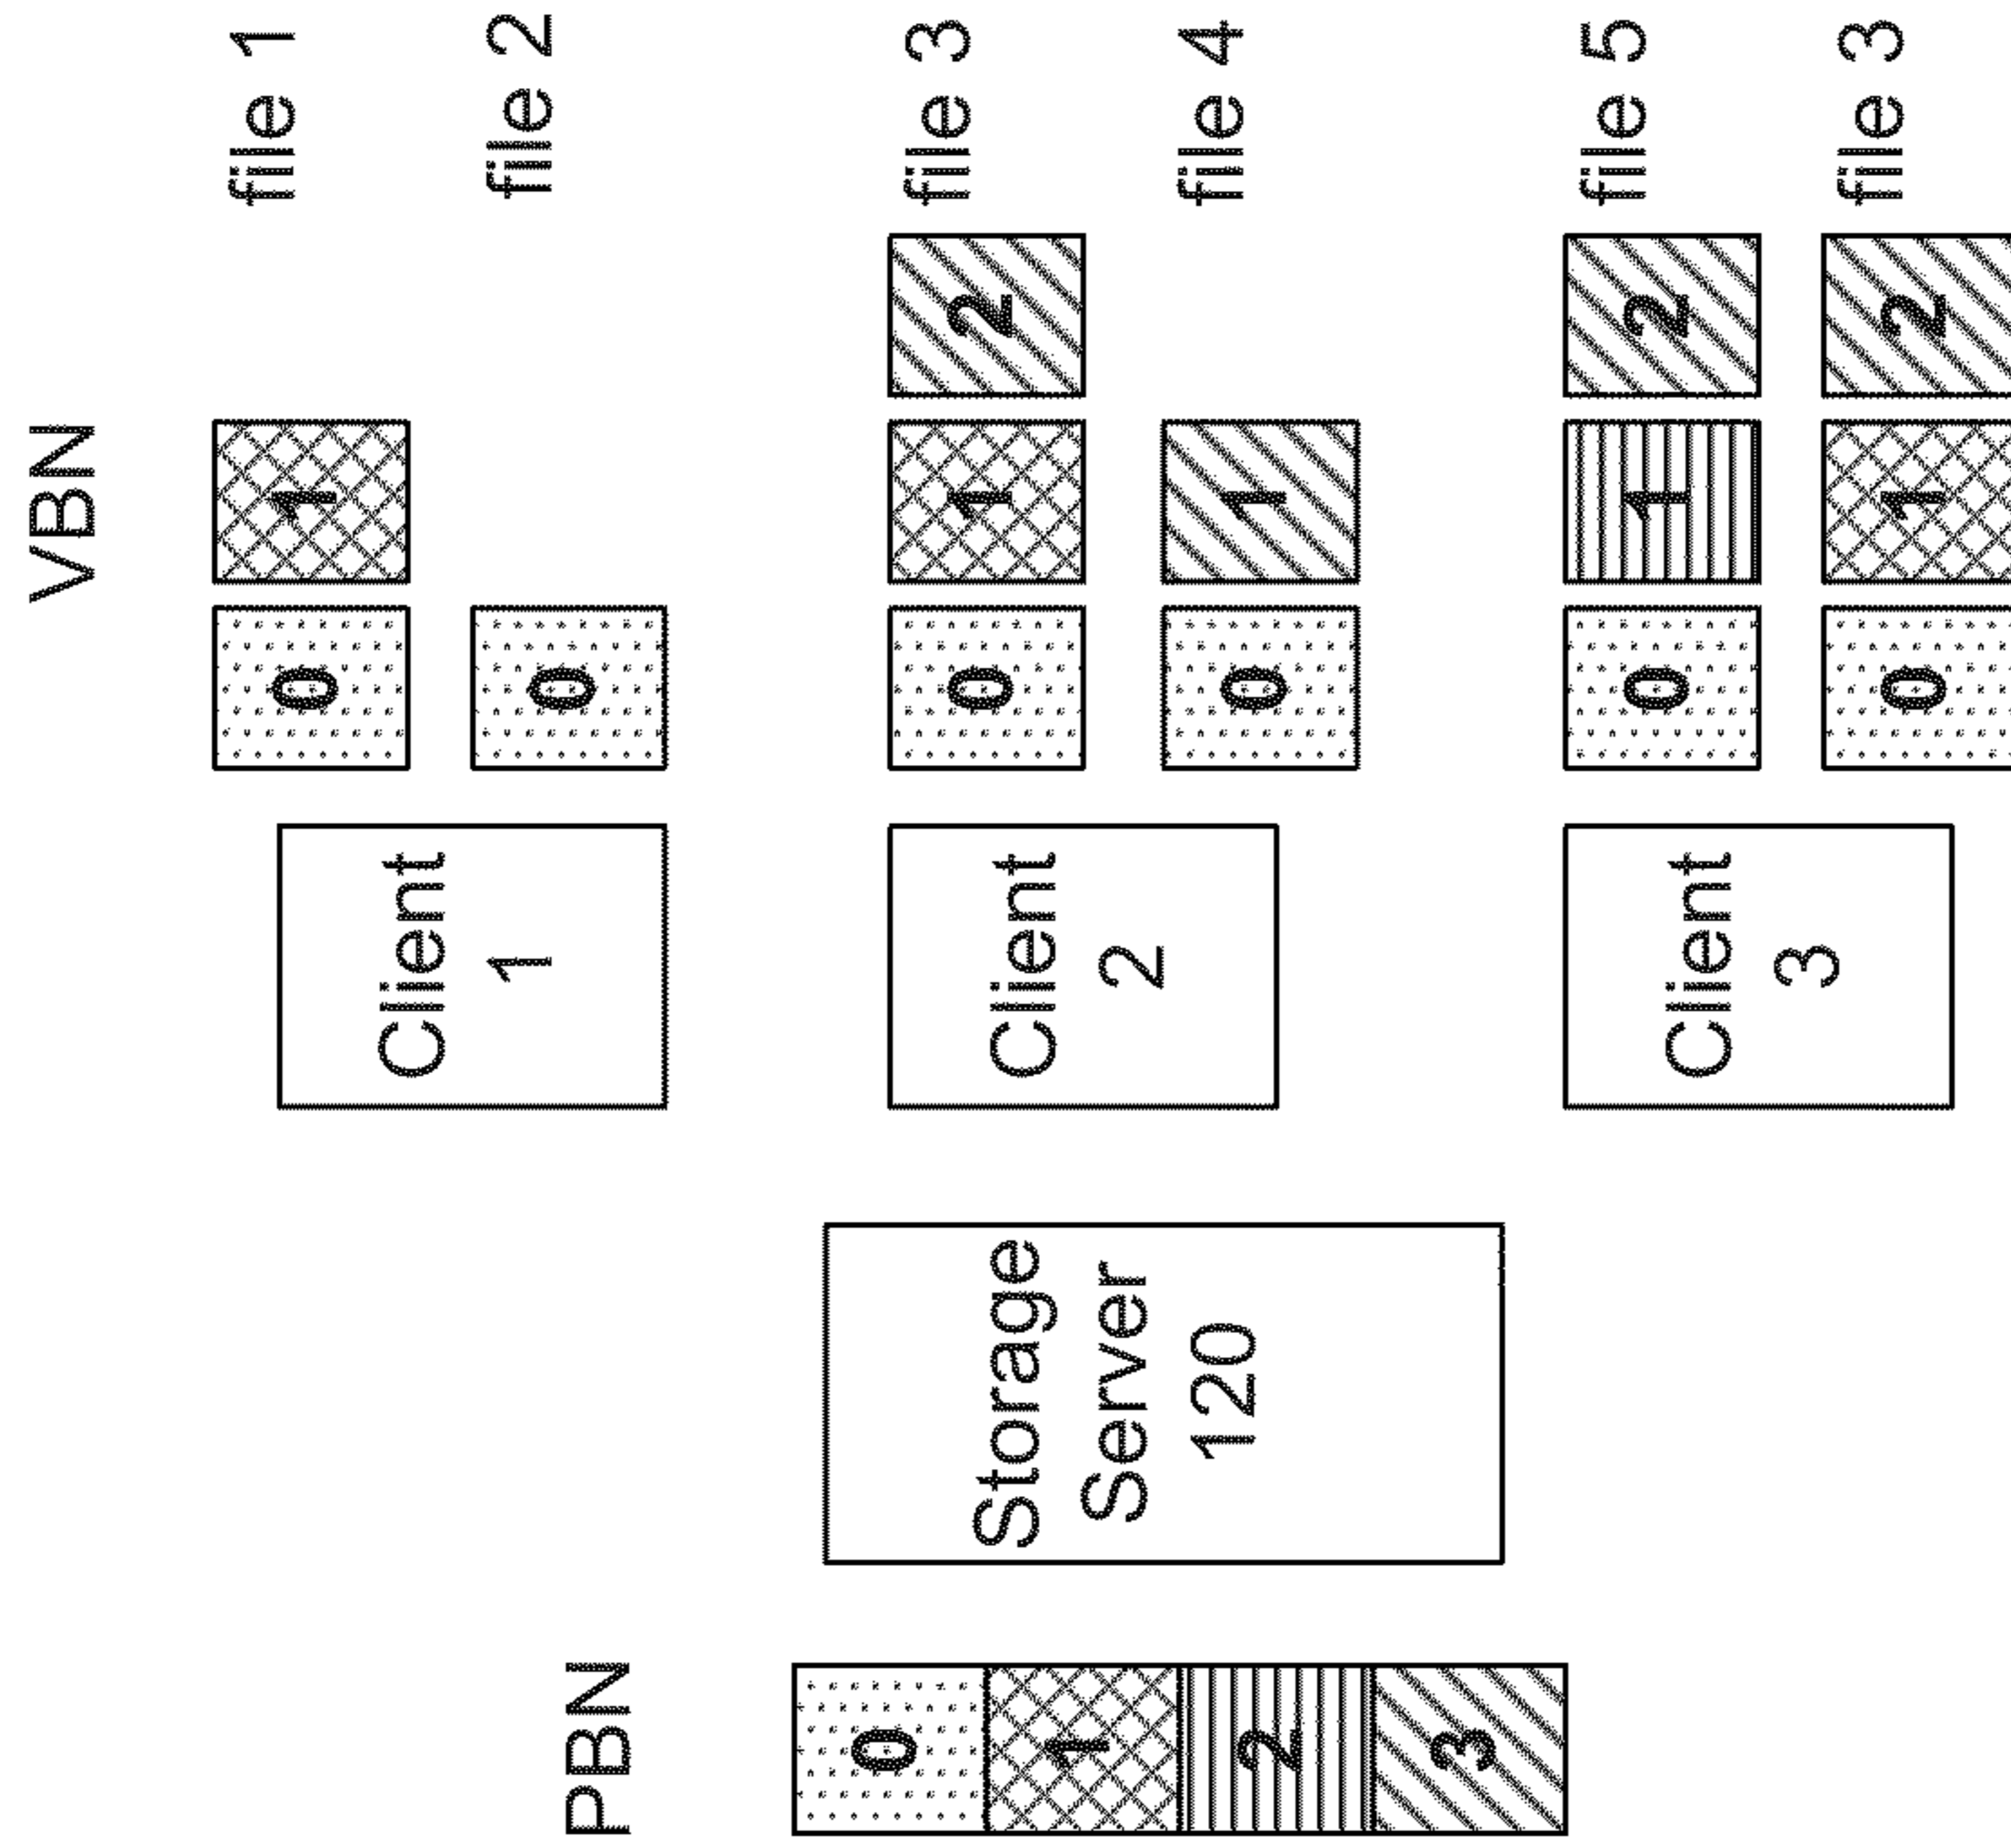 PBN
0
1
2
3
Storage
Server
120
VBN
Client
1
0 1 file 1
0 file 2
Client
2
0 1 2 file 3
0 1 file 4
Client
3
0 1 2 file 5
0 1 2 file 3